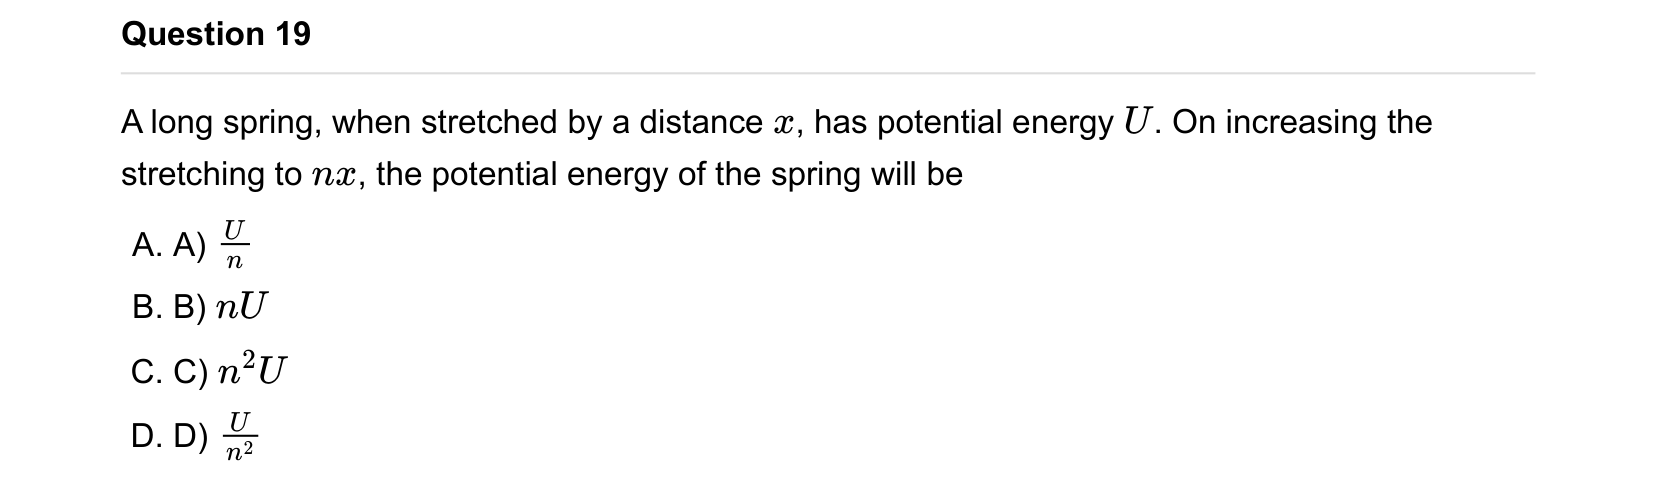 Question 19
A long spring, when stretched by a distance $x$, has potential energy $U$. On increasing the
stretching to $nx$, the potential energy of the spring will be
A. A) $\frac{U}{n}$
B. B) $nU$
C. C) $n^2U$
D. D) $\frac{U}{n^2}$